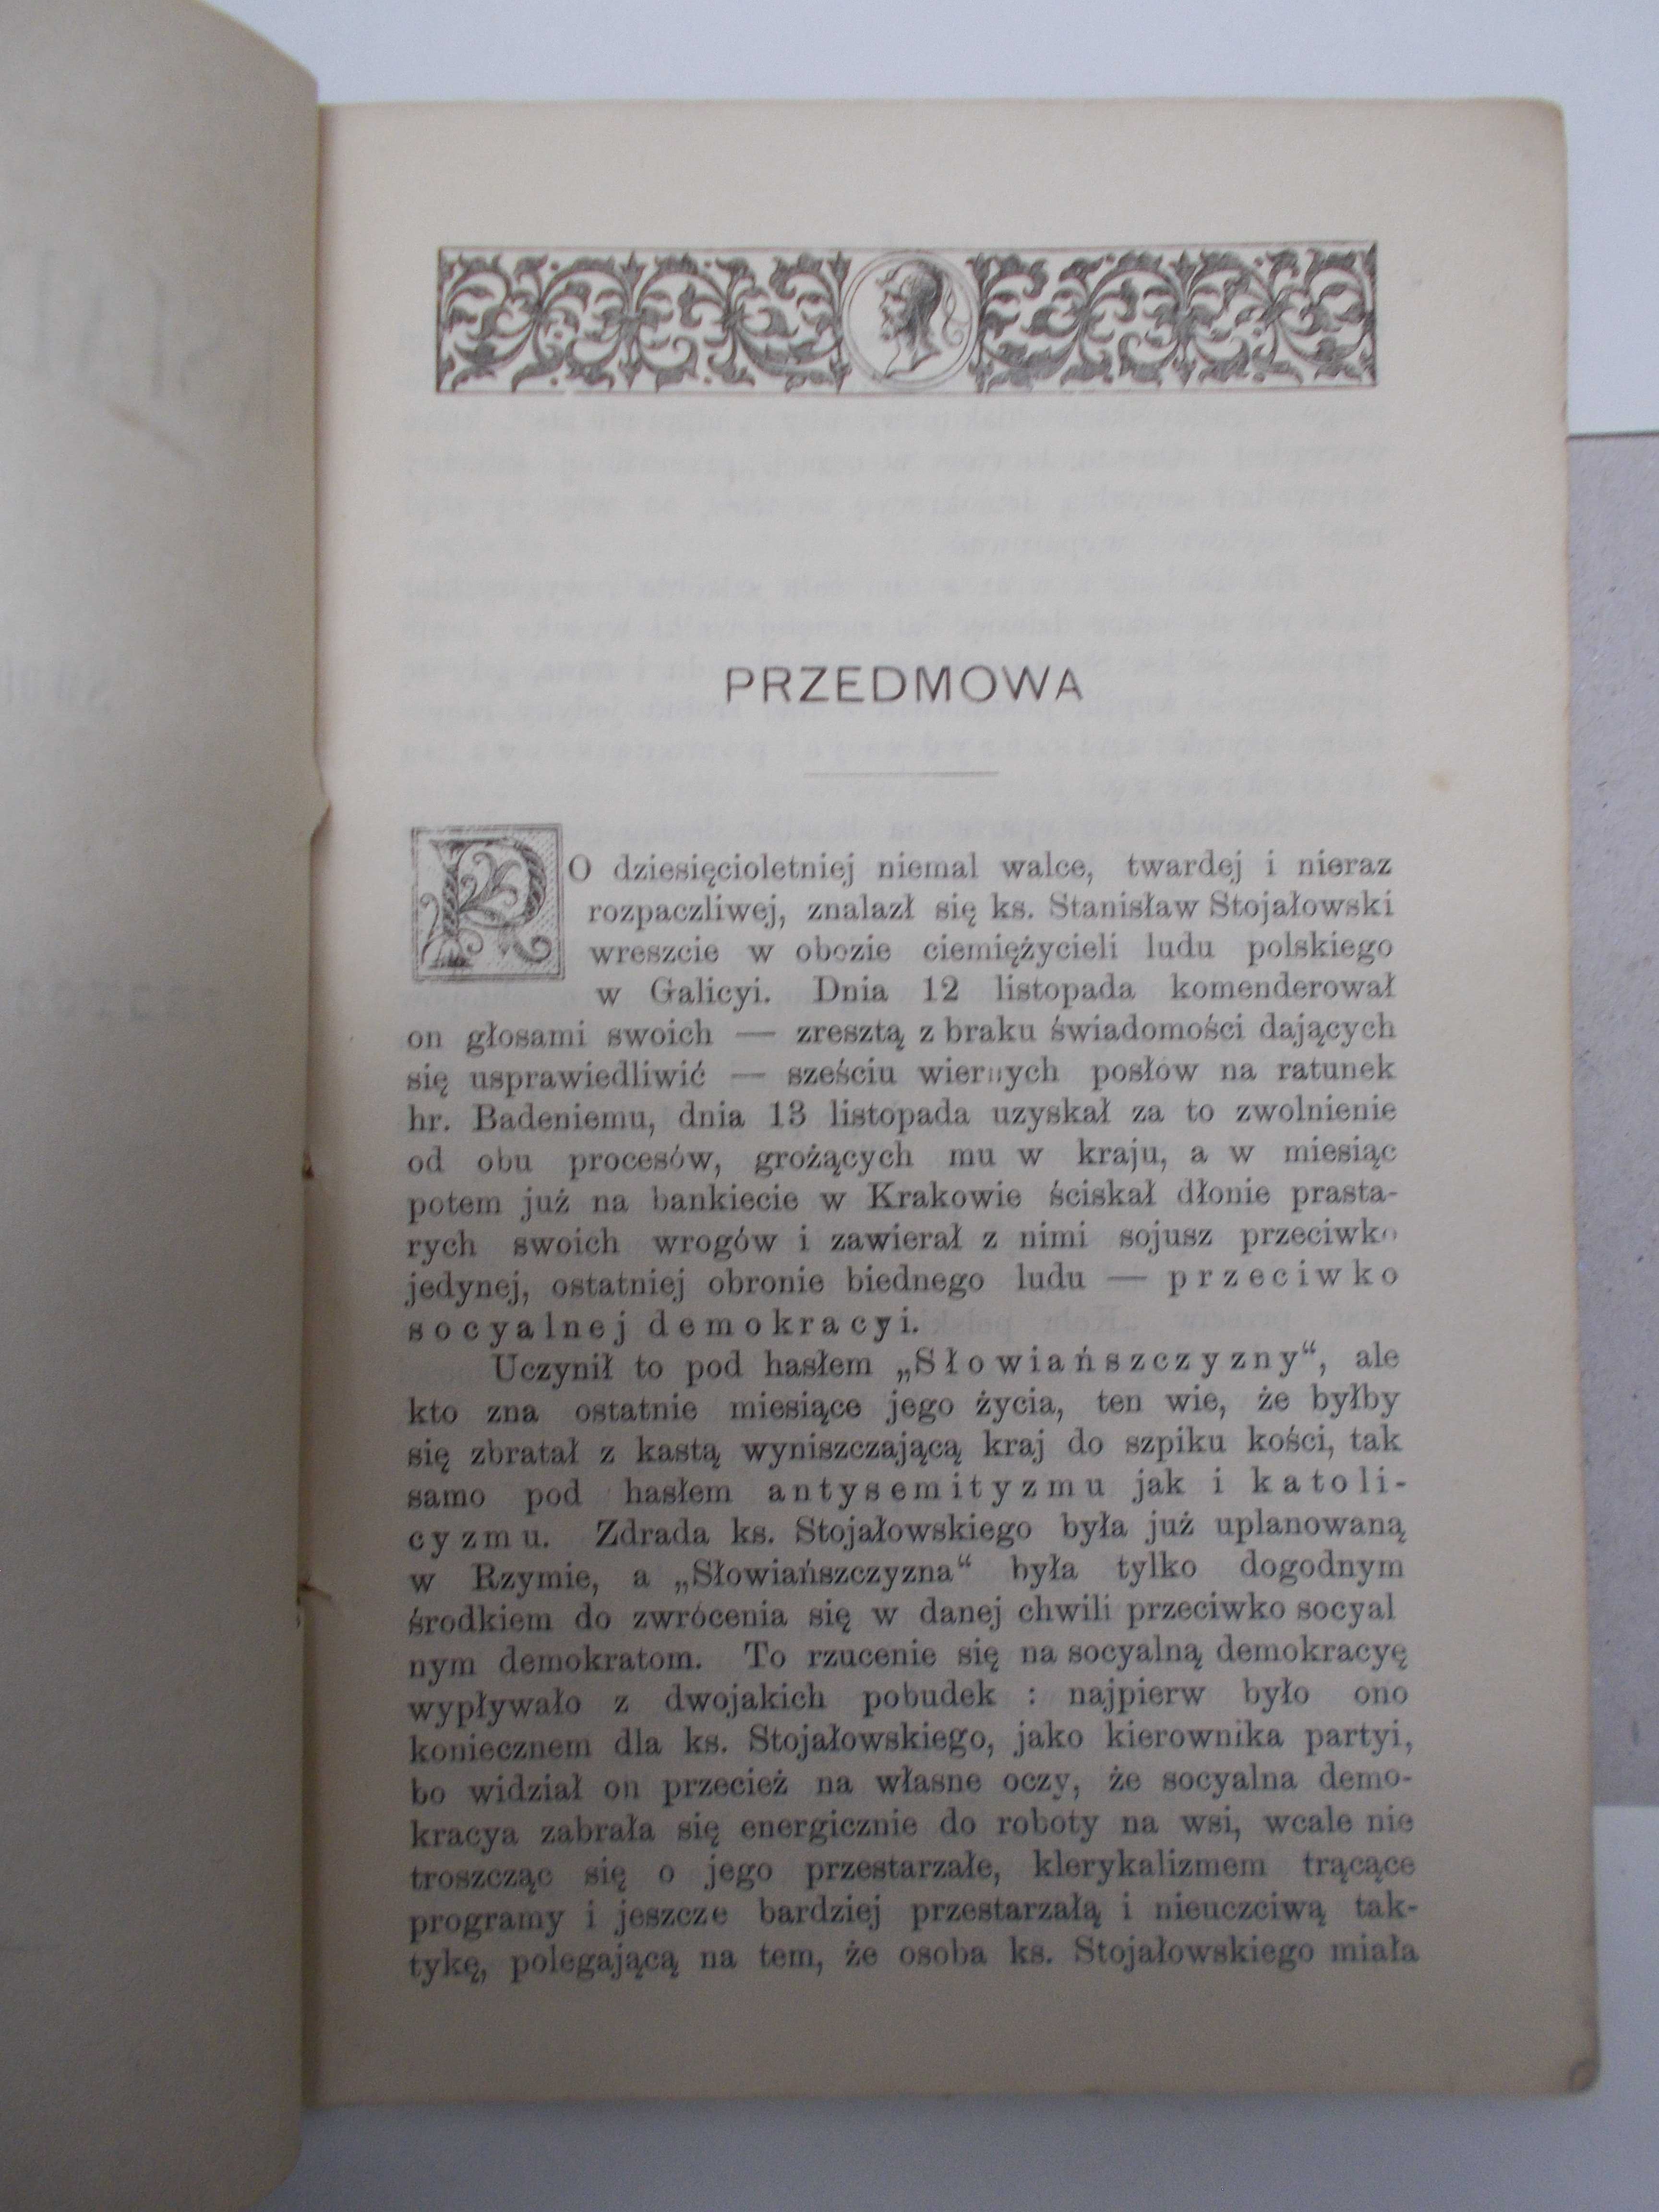 PRZEDMOWA
PO dziesięcioletniej niemal walce, twardej i nieraz
rozpaczliwej, znalazł się ks. Stanisław Stojałowski
wreszcie w obozie ciemiężycieli ludu polskiego
w Galicyi. Dnia 12 listopada komenderował
on głosami swoich — zresztą z braku świadomości dających
się usprawiedliwić — sześciu wiernych posłów na ratunek
hr. Badeniemu, dnia 13 listopada uzyskał za to zwolnienie
od obu procesów, grożących mu w kraju, a w miesiąc
potem już na bankiecie w Krakowie ściskał dłonie prasta-
rych swoich wrogów i zawierał z nimi sojusz przeciwko
jedynej, ostatniej obronie biednego ludu — przeciwko
socyalnej demokracyi.
Uczynił to pod hasłem „Słowiańszczyzny“, ale
kto zna ostatnie miesiące jego życia, ten wie, że byłby
się zbratał z kastą wyniszczającą kraj do szpiku kości, tak
samo pod hasłem antysemityzmu jak i katoli-
cyzmu. Zdrada ks. Stojałowskiego była już uplanowaną
w Rzymie, a „Słowiańszczyzna“ była tylko dogodnym
środkiem do zwrócenia się w danej chwili przeciwko socyal
nym demokratom. To rzucenie się na socyalną demokracyę
wypływało z dwojakich pobudek : najpierw było ono
koniecznem dla ks. Stojałowskiego, jako kierownika partyi,
bo widział on przecież na własne oczy, że socyalna demo-
kracya zabrała się energicznie do roboty na wsi, wcale nie
troszcząc się o jego przestarzałe, klerykalizmem trącące
programy i jeszcze bardziej przestarzałą i nieuczciwą tak-
tykę, polegającą na tem, że osoba ks. Stojałowskiego miała